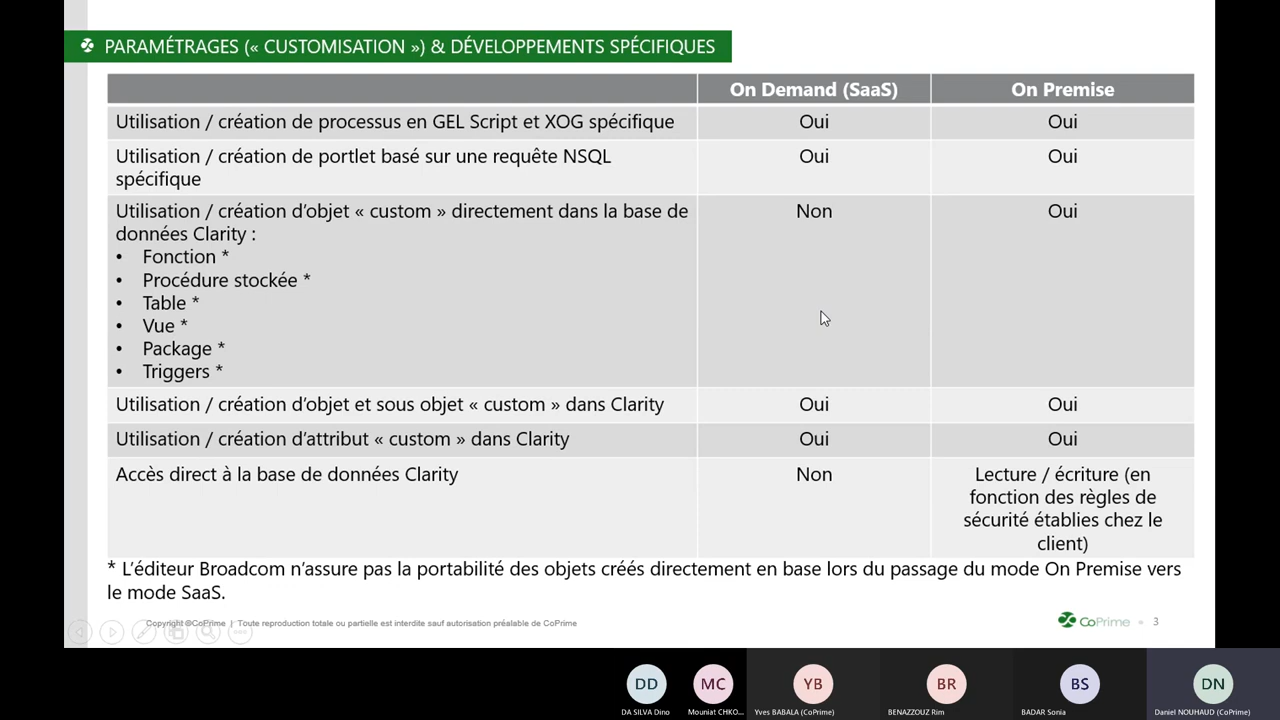 PARAMÉTRAGES (« CUSTOMISATION ») & DÉVELOPPEMENTS SPÉCIFIQUES
On Demand (SaaS)
On Premise
Utilisation / création de processus en GEL Script et XOG spécifique
Oui
Oui
Utilisation / création de portlet basé sur une requête NSQL
spécifique
Oui
Oui
Utilisation / création d'objet « custom » directement dans la base de
données Clarity :
• Fonction *
• Procédure stockée *
• Table *
• Vue *
• Package *
• Triggers *
Non
Oui
Utilisation / création d'objet et sous objet « custom » dans Clarity
Oui
Oui
Utilisation / création d'attribut « custom » dans Clarity
Oui
Oui
Accès direct à la base de données Clarity
Non
Lecture / écriture (en
fonction des règles de
sécurité établies chez le
client)
* L'éditeur Broadcom n'assure pas la portabilité des objets créés directement en base lors du passage du mode On Premise vers
le mode SaaS.
Copyright ©CoPrime | Toute reproduction totale ou partielle est interdite sauf autorisation préalable de CoPrime
CoPrime » 3
DD
MC
YB
BR
BS
DN
DA SILVA Dino
Mouniat CHKO...
Yves BABALA (CoPrime)
BENAZZOUZ Rim
BADAR Sonia
Daniel NOUHAUD (CoPrime)